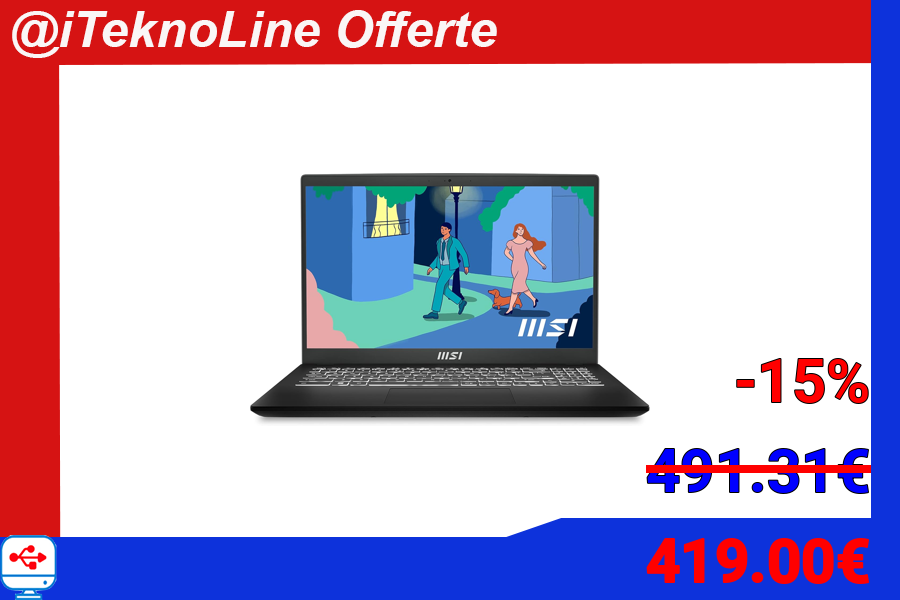 @iTeknoLine Offerte
msi
msi
-15%
491.31€
419.00€